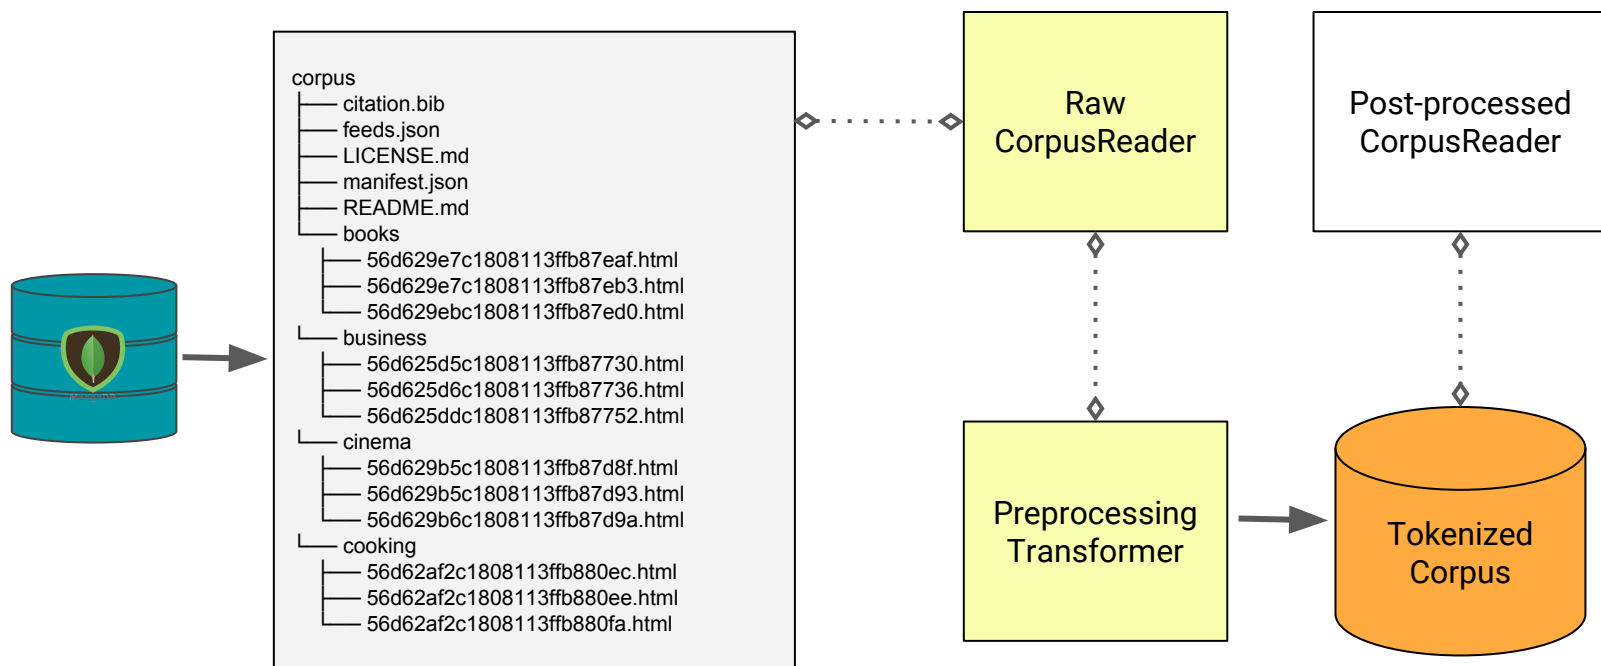 corpus
citation.bib
feeds.json
LICENSE.md
manifest.json
README.md
books
56d629e7c1808113ffb87eaf.html
56d629e7c1808113ffb87eb3.html
56d629ebc1808113ffb87ed0.html
business
56d625d5c1808113ffb87730.html
56d625d6c1808113ffb87736.html
56d625ddc1808113ffb87752.html
cinema
56d629b5c1808113ffb87d8f.html
56d629b5c1808113ffb87d93.html
56d629b6c1808113ffb87d9a.html
cooking
56d62af2c1808113ffb880ec.html
56d62af2c1808113ffb880ee.html
56d62af2c1808113ffb880fa.html
Raw
CorpusReader
Post-processed
CorpusReader
Preprocessing
Transformer
Tokenized
Corpus